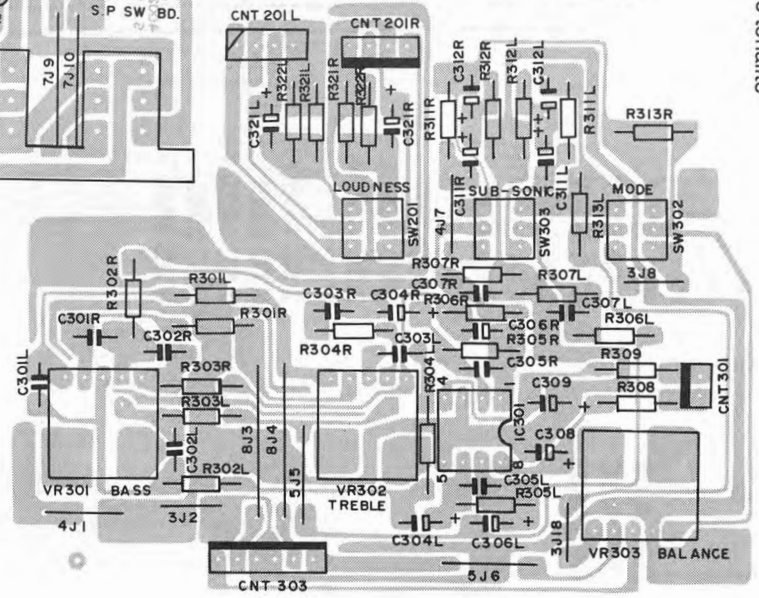 S.P SW BD.
7J9
7J10
CNT 201L
CNT 201R
C321L
R322L
R321L
R321R
R322R
C321R
R311R
C312R
R312R
R312L
C312L
R311L
R313R
C311R
C311L
LOUDNESS
SW201
4J7
SUB-SONIC
SW303
R313L
MODE
SW302
3J8
R302R
R301L
R301R
C301R
C302R
C303R
C304R
R304R
C303L
R307R
C307R
R306R
C306R
R305R
C305R
R307L
C307L
R306L
R309
R308
CNT301
C301L
R303R
R303L
C302L
R302L
8J3
8J4
5J5
R304
4
1
IC301
5
8
C309
C308
VR301 BASS
4J1
3J2
VR302
TREBLE
C305L
R305L
C304L
C306L
3J18
VR303 BALANCE
CNT 303
5J6